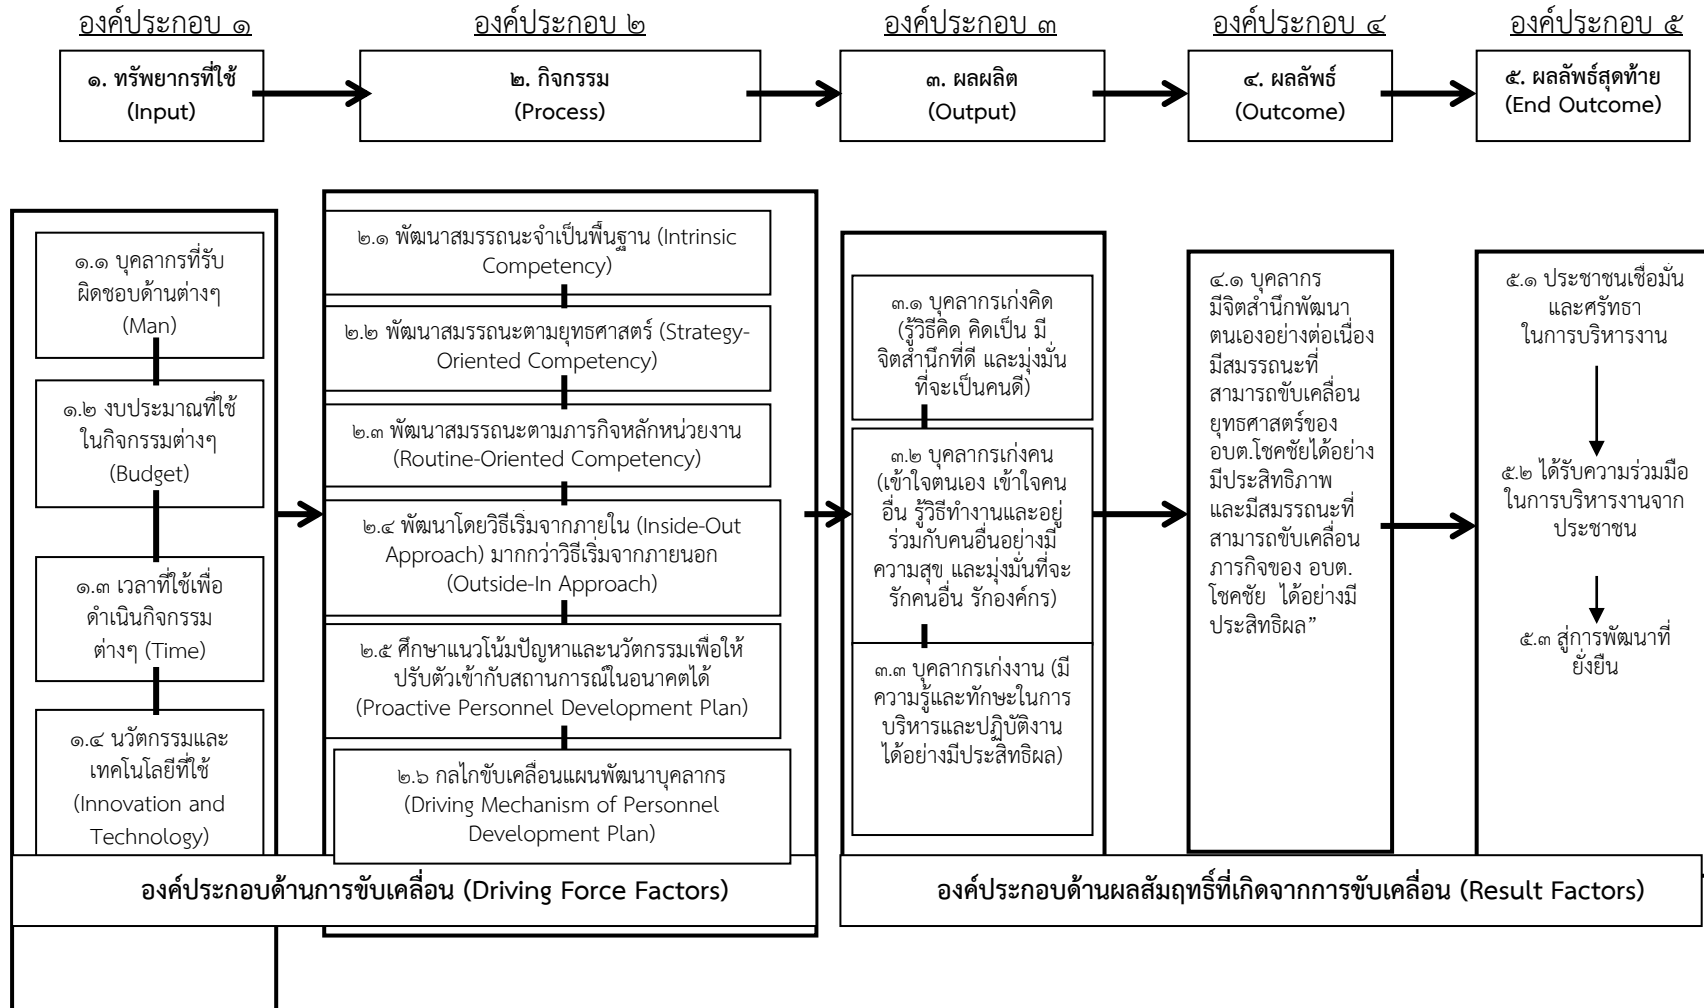 องค์ประกอบ ๑
องค์ประกอบ ๒
องค์ประกอบ ๓
องค์ประกอบ ๔
องค์ประกอบ ๕
๑. ทรัพยากรที่ใช้
(Input)
๒. กิจกรรม
(Process)
๓. ผลผลิต
(Output)
๔. ผลลัพธ์
(Outcome)
๕. ผลลัพธ์สุดท้าย
(End Outcome)
๑.๑ บุคลากรที่รับ
ผิดชอบด้านต่างๆ
(Man)
๑.๒ งบประมาณที่ใช้
ในกิจกรรมต่างๆ
(Budget)
๑.๓ เวลาที่ใช้เพื่อ
ดำเนินกิจกรรม
ต่างๆ (Time)
๑.๔ นวัตกรรมและ
เทคโนโลยีที่ใช้
(Innovation and
Technology)
๒.๑ พัฒนาสมรรถนะจำเป็นพื้นฐาน (Intrinsic
Competency)
๒.๒ พัฒนาสมรรถนะตามยุทธศาสตร์ (Strategy-
Oriented Competency)
๒.๓ พัฒนาสมรรถนะตามภารกิจหลักหน่วยงาน
(Routine-Oriented Competency)
๒.๔ พัฒนาโดยวิธีเริ่มจากภายใน (Inside-Out
Approach) มากกว่าวิธีเริ่มจากภายนอก
(Outside-In Approach)
๒.๕ ศึกษาแนวโน้มปัญหาและนวัตกรรมเพื่อให้
ปรับตัวเข้ากับสถานการณ์ในอนาคตได้
(Proactive Personnel Development Plan)
๒.๖ กลไกขับเคลื่อนแผนพัฒนาบุคลากร
(Driving Mechanism of Personnel
Development Plan)
๓.๑ บุคลากรเก่งคิด
(รู้วิธีคิด คิดเป็น มี
จิตสำนึกที่ดี และมุ่งมั่น
ที่จะเป็นคนดี)
๓.๒ บุคลากรเก่งคน
(เข้าใจตนเอง เข้าใจคน
อื่น รู้วิธีทำงานและอยู่
ร่วมกับคนอื่นอย่างมี
ความสุข และมุ่งมั่นที่จะ
รักคนอื่น รักองค์กร)
๓.๓ บุคลากรเก่งงาน (มี
ความรู้และทักษะในการ
บริหารและปฏิบัติงาน
ได้อย่างมีประสิทธิผล)
๔.๑ บุคลากร
มีจิตสำนึกพัฒนา
ตนเองอย่างต่อเนื่อง
มีสมรรถนะที่
สามารถขับเคลื่อน
ยุทธศาสตร์ของ
อบต.โชคชัยได้อย่าง
มีประสิทธิภาพ
และมีสมรรถนะที่
สามารถขับเคลื่อน
ภารกิจของ อบต.
โชคชัย ได้อย่างมี
ประสิทธิผล”
๕.๑ ประชาชนเชื่อมั่น
และศรัทธา
ในการบริหารงาน
๕.๒ ได้รับความร่วมมือ
ในการบริหารงานจาก
ประชาชน
๕.๓ สู่การพัฒนาที่
ยั่งยืน
องค์ประกอบด้านการขับเคลื่อน (Driving Force Factors)
องค์ประกอบด้านผลสัมฤทธิ์ที่เกิดจากการขับเคลื่อน (Result Factors)